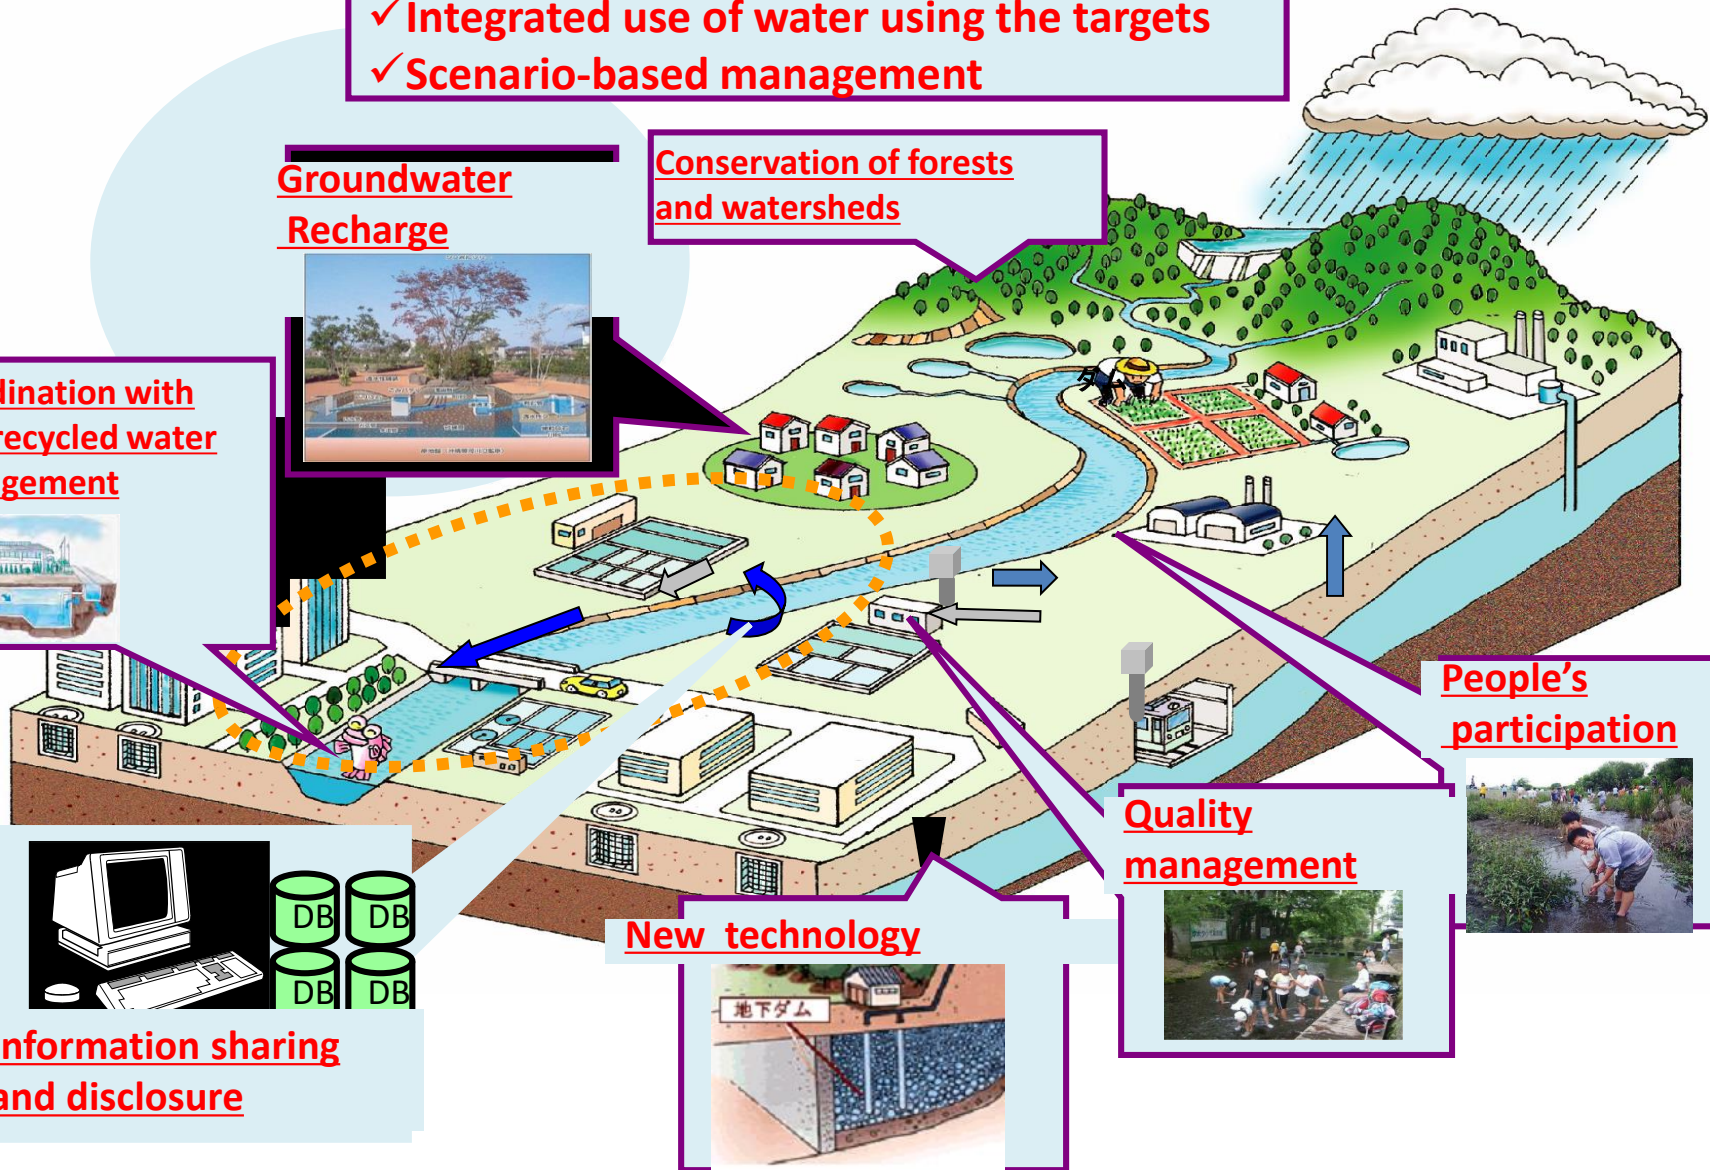 ✓Integrated use of water using the targets
✓Scenario-based management
Conservation of forests
and watersheds
Groundwater
Recharge
dination with
recycled water
gement
ダム
People's
participation
Quality
management
New technology
地下ダム
DB DB
DB DB
nformation sharing
and disclosure